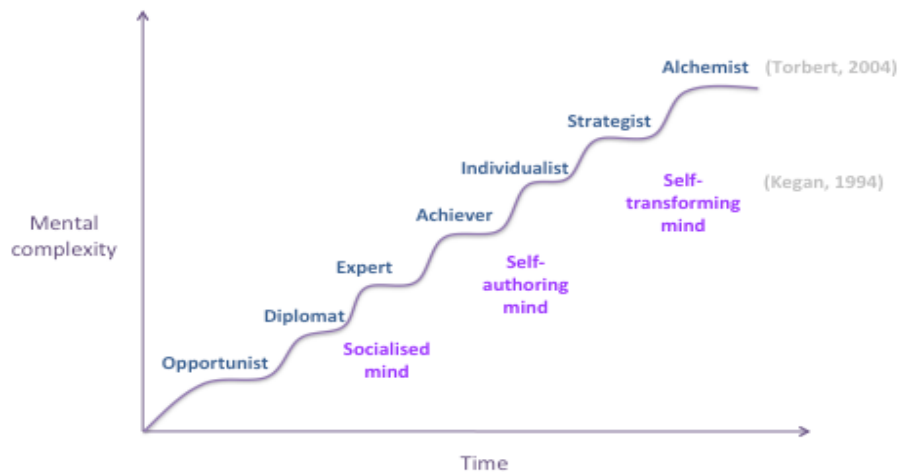 Alchemist (Torbert, 2004)
Strategist
Individualist
Self-
transforming
mind
(Kegan, 1994)
Achiever
Mental
complexity
Expert
Self-
authoring
mind
Diplomat
Socialised
mind
Opportunist
Time